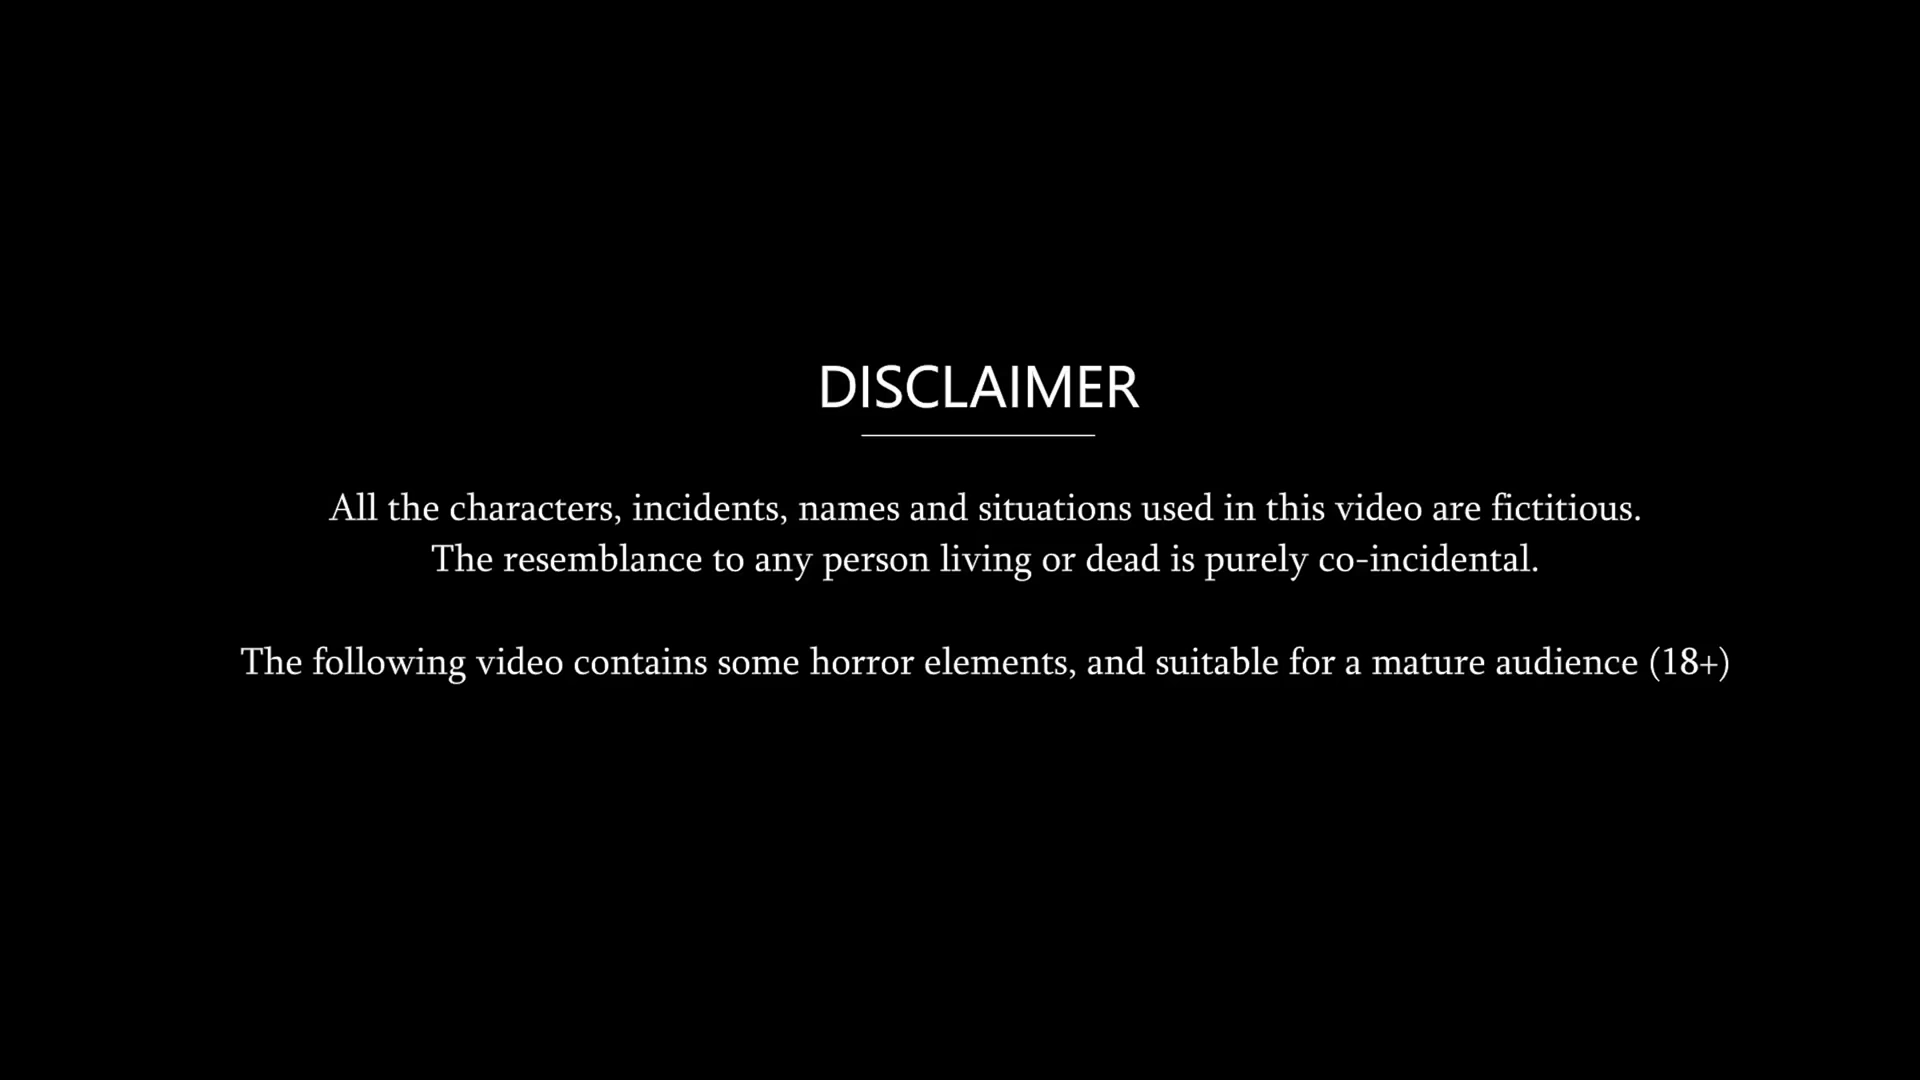 DISCLAIMER
All the characters, incidents, names and situations used in this video are fictitious.
The resemblance to any person living or dead is purely co-incidental.
The following video contains some horror elements, and suitable for a mature audience (18+)